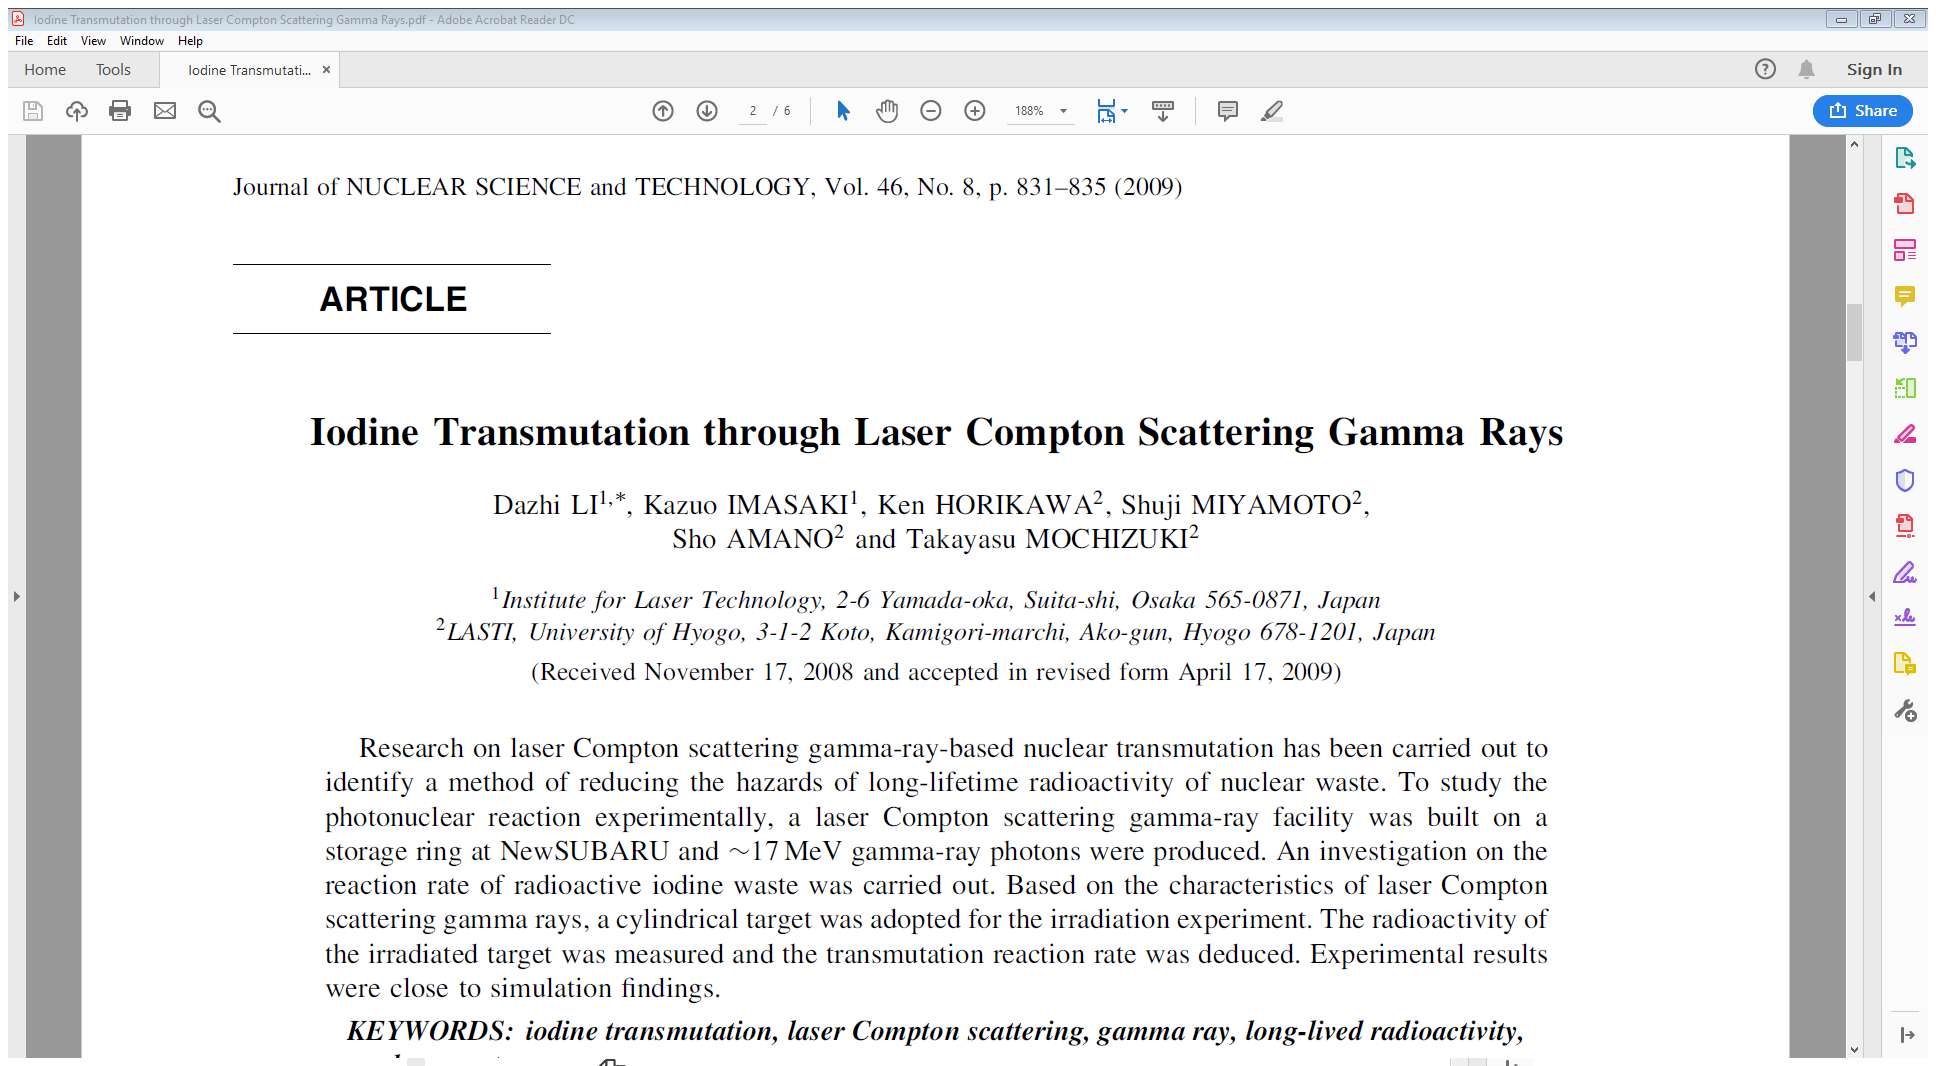 Iodine Transmutation through Laser Compton Scattering Gamma Rays.pdf - Adobe Acrobat Reader DC
File Edit View Window Help
Home Tools Iodine Transmutati... × Sign In
2 / 6 188% Share
Journal of NUCLEAR SCIENCE and TECHNOLOGY, Vol. 46, No. 8, p. 831–835 (2009)
ARTICLE
Iodine Transmutation through Laser Compton Scattering Gamma Rays
Dazhi LI1,*, Kazuo IMASAKI1, Ken HORIKAWA2, Shuji MIYAMOTO2,
Sho AMANO2 and Takayasu MOCHIZUKI2
1Institute for Laser Technology, 2-6 Yamada-oka, Suita-shi, Osaka 565-0871, Japan
2LASTI, University of Hyogo, 3-1-2 Koto, Kamigori-marchi, Ako-gun, Hyogo 678-1201, Japan
(Received November 17, 2008 and accepted in revised form April 17, 2009)
Research on laser Compton scattering gamma-ray-based nuclear transmutation has been carried out to
identify a method of reducing the hazards of long-lifetime radioactivity of nuclear waste. To study the
photonuclear reaction experimentally, a laser Compton scattering gamma-ray facility was built on a
storage ring at NewSUBARU and ∼17 MeV gamma-ray photons were produced. An investigation on the
reaction rate of radioactive iodine waste was carried out. Based on the characteristics of laser Compton
scattering gamma rays, a cylindrical target was adopted for the irradiation experiment. The radioactivity of
the irradiated target was measured and the transmutation reaction rate was deduced. Experimental results
were close to simulation findings.
KEYWORDS: iodine transmutation, laser Compton scattering, gamma ray, long-lived radioactivity,